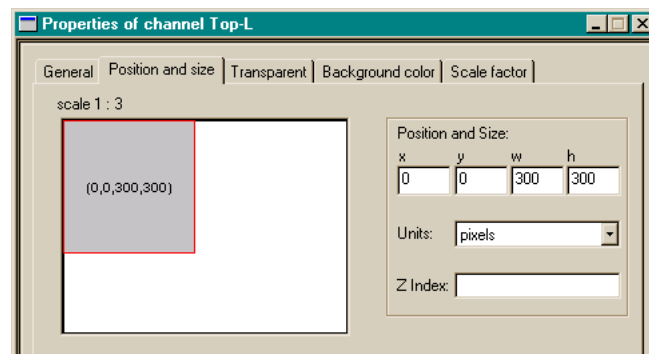 Properties of channel Top-L
General Position and size Transparent Background color Scale factor
scale 1 : 3
(0,0,300,300)
Position and Size:
x y w h
0 0 300 300
Units: pixels
Z Index: